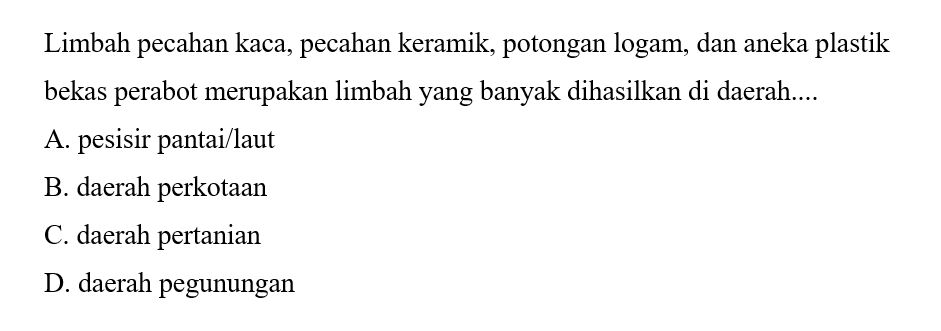 Limbah pecahan kaca, pecahan keramik, potongan logam, dan aneka plastik
bekas perabot merupakan limbah yang banyak dihasilkan di daerah....
A. pesisir pantai/laut
B. daerah perkotaan
C. daerah pertanian
D. daerah pegunungan